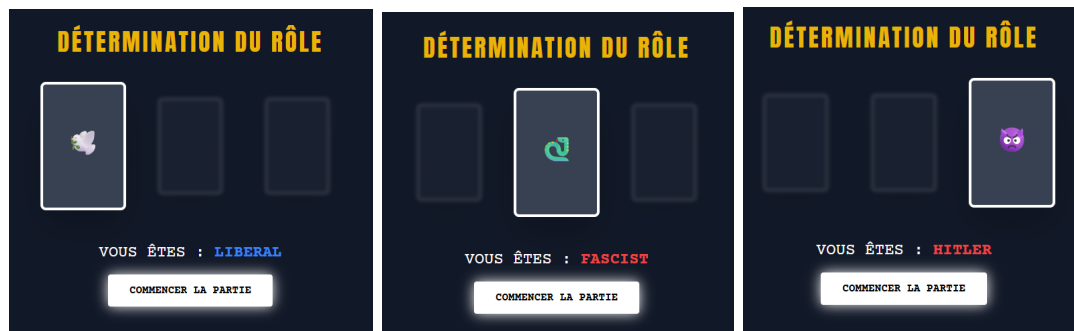 DÉTERMINATION DU RÔLE
VOUS ÊTES : LIBERAL
COMMENCER LA PARTIE
DÉTERMINATION DU RÔLE
VOUS ÊTES : FASCIST
COMMENCER LA PARTIE
DÉTERMINATION DU RÔLE
VOUS ÊTES : HITLER
COMMENCER LA PARTIE